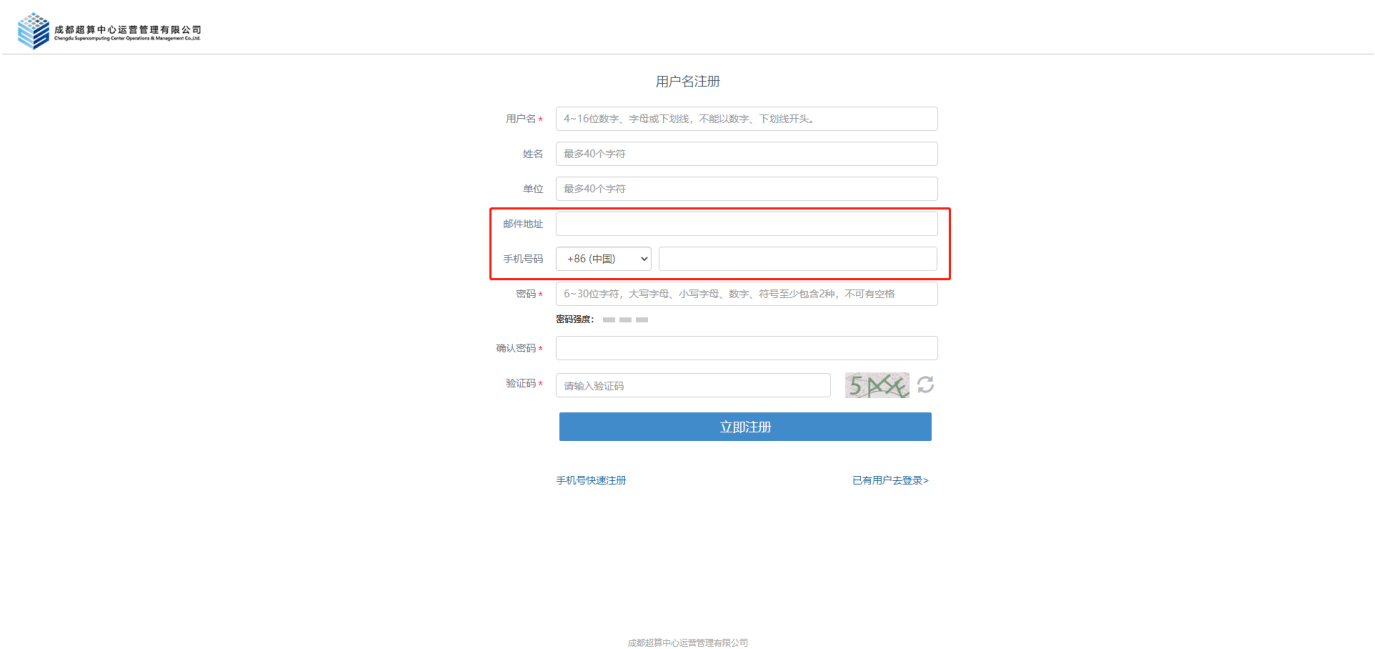 成都超算中心运营管理有限公司
Chengdu Supercomputing Center Operations & Management Co.,Ltd.
用户名注册
用户名 * 4~16位数字、字母或下划线，不能以数字、下划线开头。
姓名 最多40个字符
单位 最多40个字符
邮件地址
手机号码 +86 (中国)
密码 * 6~30位字符，大写字母、小写字母、数字、符号至少包含2种，不可有空格
密码强度：
确认密码 *
验证码 * 请输入验证码
立即注册
手机号快速注册 已有用户去登录>
成都超算中心运营管理有限公司